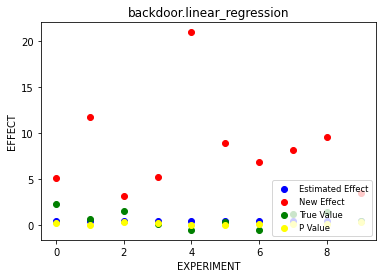 backdoor.linear_regression
EFFECT
20
15
10
5
0
Estimated Effect
New Effect
True Value
P Value
0 2 4 6 8
EXPERIMENT